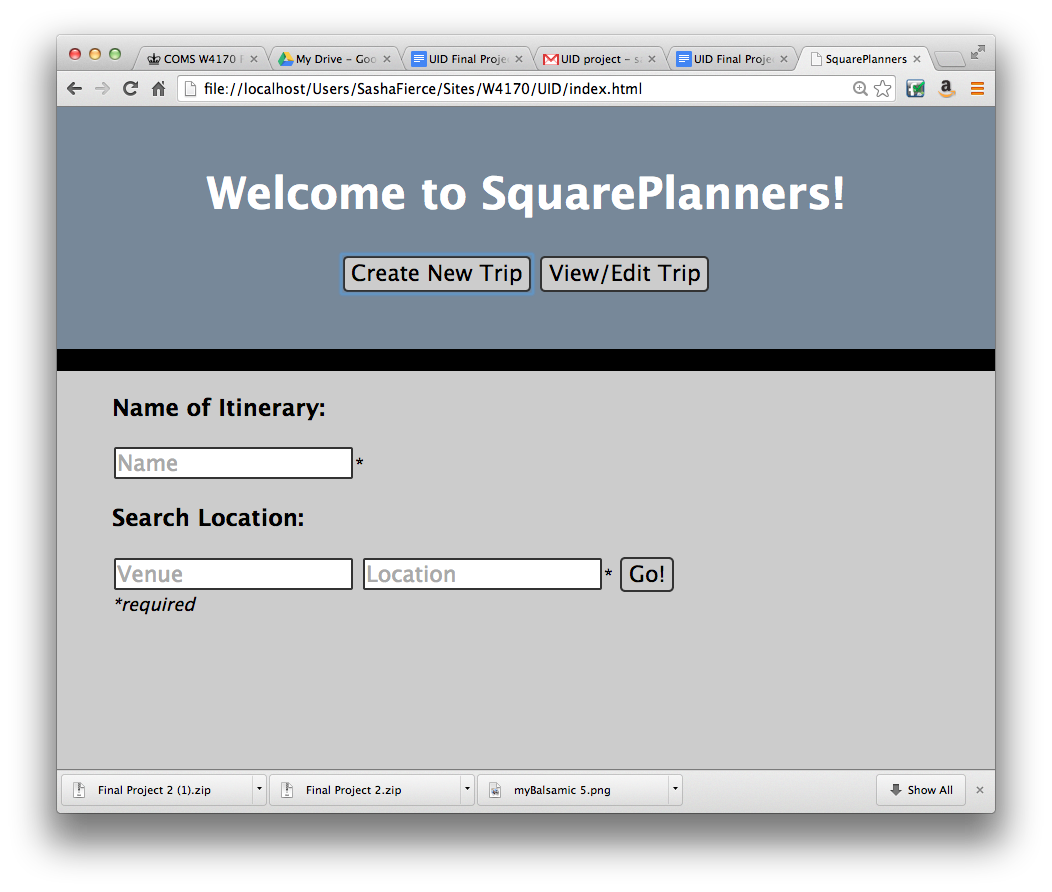 COMS W4170 F
My Drive – Goo
UID Final Proje
UID project – s
UID Final Proje
SquarePlanners
file://localhost/Users/SashaFierce/Sites/W4170/UID/index.html
Welcome to SquarePlanners!
Create New Trip View/Edit Trip
Name of Itinerary:
Name *
Search Location:
Venue Location * Go!
*required
Final Project 2 (1).zip Final Project 2.zip myBalsamic 5.png Show All